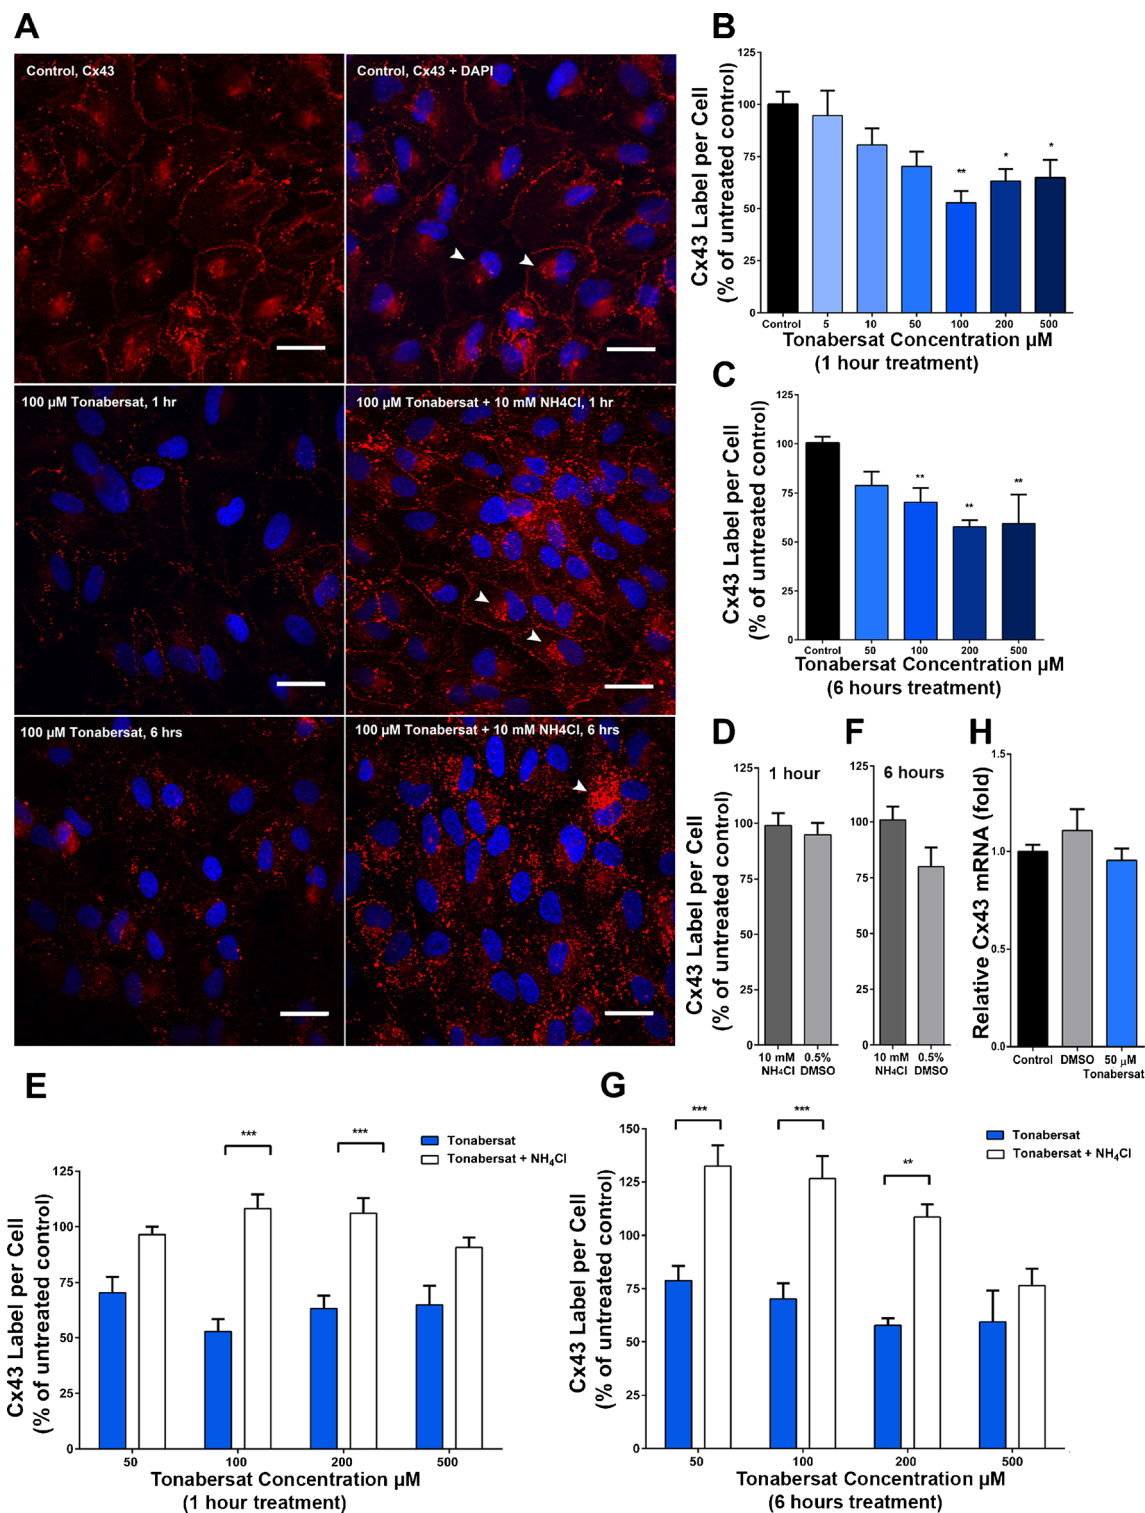 A
Control, Cx43
Control, Cx43 + DAPI
100 µM Tonabersat, 1 hr
100 µM Tonabersat + 10 mM NH4Cl, 1 hr
100 µM Tonabersat, 6 hrs
100 µM Tonabersat + 10 mM NH4Cl, 6 hrs
B
Cx43 Label per Cell
(% of untreated control)
125
100
75
50
25
0
**
*
*
Control 5 10 50 100 200 500
Tonabersat Concentration µM
(1 hour treatment)
C
Cx43 Label per Cell
(% of untreated control)
125
100
75
50
25
0
**
**
**
Control 50 100 200 500
Tonabersat Concentration µM
(6 hours treatment)
D
1 hour
Cx43 Label per Cell
(% of untreated control)
125
100
75
50
25
0
10 mM 0.5%
NH4Cl DMSO
F
6 hours
125
100
75
50
25
0
10 mM 0.5%
NH4Cl DMSO
H
Relative Cx43 mRNA (fold)
1.5
1.0
0.5
0.0
Control DMSO 50 µM
Tonabersat
E
Cx43 Label per Cell
(% of untreated control)
125
100
75
50
25
0
***
***
Tonabersat
Tonabersat + NH₄Cl
50 100 200 500
Tonabersat Concentration µM
(1 hour treatment)
G
Cx43 Label per Cell
(% of untreated control)
150
125
100
75
50
25
0
***
***
**
Tonabersat
Tonabersat + NH₄Cl
50 100 200 500
Tonabersat Concentration µM
(6 hours treatment)